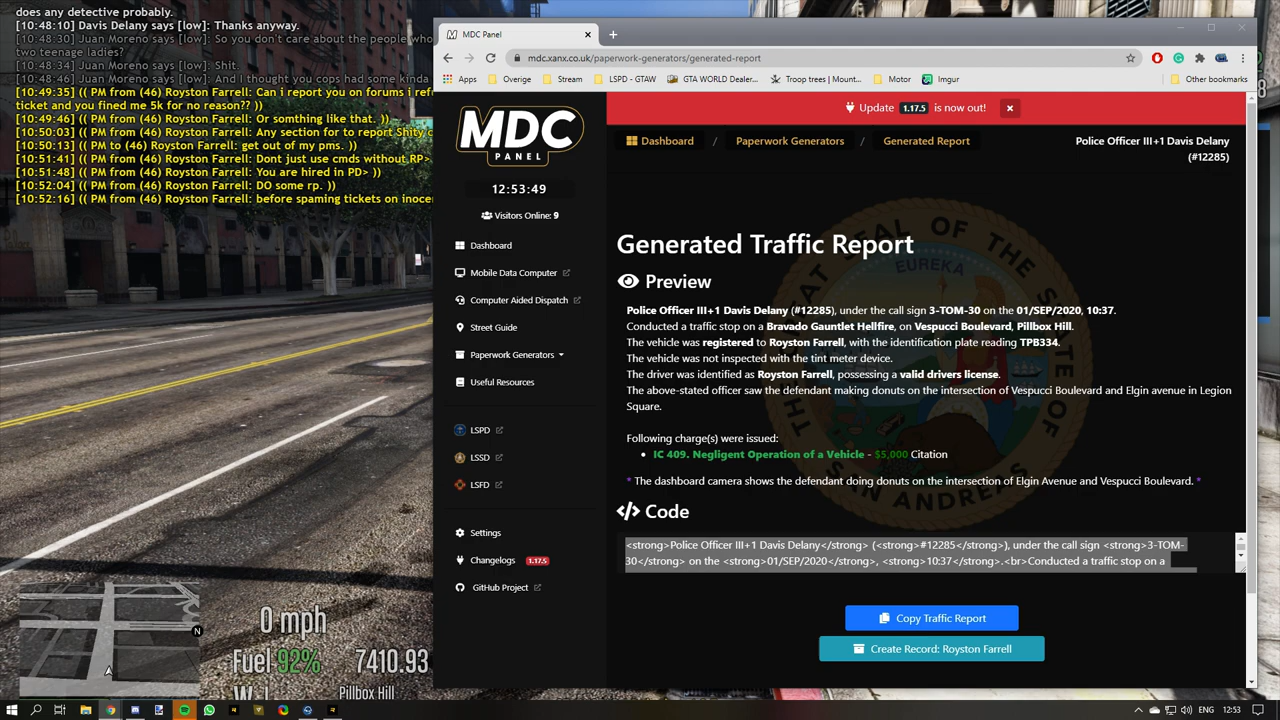 does any detective probably.
[10:48:10] Davis Delany says [low]: Thanks anyway.
[10:48:30] Juan Moreno says [low]: So you don't care about the people who
two teenage ladies?
[10:48:34] Juan Moreno says [low]: Shit.
[10:48:46] Juan Moreno says [low]: And I thought you cops had some kinda
[10:49:35] (( PM from (46) Royston Farrell: Can i report you on forums i ref
ticket and you fined me 5k for no reason?? ))
[10:49:46] (( PM from (46) Royston Farrell: Or somthing like that. ))
[10:50:03] (( PM from (46) Royston Farrell: Any section for to report Shity c
[10:50:13] (( PM to (46) Royston Farrell: get out of my pms. ))
[10:51:41] (( PM from (46) Royston Farrell: Dont just use cmds without RP> ))
[10:51:48] (( PM from (46) Royston Farrell: You are hired in PD> ))
[10:52:04] (( PM from (46) Royston Farrell: DO some rp. ))
[10:52:16] (( PM from (46) Royston Farrell: before spaming tickets on inoce
MDC Panel
mdc.xanx.co.uk/paperwork-generators/generated-report
Apps Overige Stream LSPD - GTAW GTA WORLD Dealer... Troop trees | Mount... Motor Imgur Other bookmarks
MDC
PANEL
12:53:49
Visitors Online: 9
Dashboard
Mobile Data Computer
Computer Aided Dispatch
Street Guide
Paperwork Generators
Useful Resources
LSPD
LSSD
LSFD
Settings
Changelogs 1.17.5
GitHub Project
Update 1.17.5 is now out!
Dashboard / Paperwork Generators / Generated Report
Police Officer III+1 Davis Delany
(#12285)
GREAT SEAL OF THE
EUREKA
SAN ANDREAS
Generated Traffic Report
Preview
Police Officer III+1 Davis Delany (#12285), under the call sign 3-TOM-30 on the 01/SEP/2020, 10:37.
Conducted a traffic stop on a Bravado Gauntlet Hellfire, on Vespucci Boulevard, Pillbox Hill.
The vehicle was registered to Royston Farrell, with the identification plate reading TPB334.
The vehicle was not inspected with the tint meter device.
The driver was identified as Royston Farrell, possessing a valid drivers license.
The above-stated officer saw the defendant making donuts on the intersection of Vespucci Boulevard and Elgin avenue in Legion
Square.
Following charge(s) were issued:
• IC 409. Negligent Operation of a Vehicle - $5,000 Citation
* The dashboard camera shows the defendant doing donuts on the intersection of Elgin Avenue and Vespucci Boulevard. *
</> Code
<strong>Police Officer III+1 Davis Delany</strong> (<strong>#12285</strong>), under the call sign <strong>3-TOM-
30</strong> on the <strong>01/SEP/2020</strong>, <strong>10:37</strong>.<br>Conducted a traffic stop on a
Copy Traffic Report
Create Record: Royston Farrell
N
0 mph
Fuel 92% 7410.93
Pillbox Hill
ENG 12:53